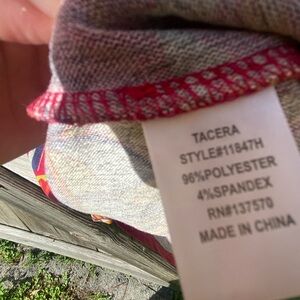 TACERA
STYLE#11847H
96%POLYESTER
4%SPANDEX
RN#137570
MADE IN CHINA